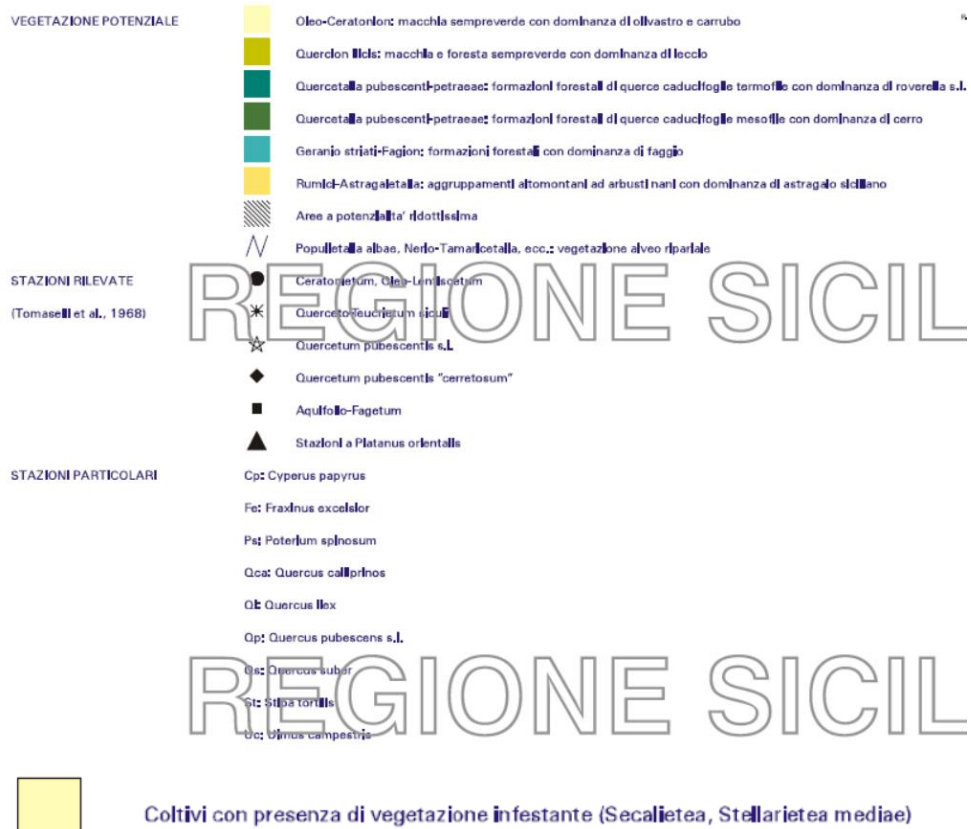 VEGETAZIONE POTENZIALE
Oleo-Ceratonion: macchia sempreverde con dominanza di olivastro e carrubo
Quercion ilicis: macchia e foresta sempreverde con dominanza di leccio
Quercetalia pubescenti-petraeae: formazioni forestali di querce caducifoglie termofile con dominanza di roverella s.l.
Quercetalia pubescenti-petraeae: formazioni forestali di querce caducifoglie mesofile con dominanza di cerro
Geranio striati-Fagion: formazioni forestali con dominanza di faggio
Rumici-Astragaletalia: aggruppamenti altomontani ad arbusti nani con dominanza di astragalo siciliano
Aree a potenzialita' ridottissima
Populietalia albae, Nerio-Tamaricetalia, ecc.: vegetazione alveo ripariale
STAZIONI RILEVATE
Ceratonietum, Oleo-Lentiscetum
REGIONE SICIL
(Tomaselli et al., 1968)
Querceto-Teucrietum siculi
Quercetum pubescentis s.l.
Quercetum pubescentis "cerretosum"
Aquifolio-Fagetum
Stazioni a Platanus orientalis
STAZIONI PARTICOLARI
Cp: Cyperus papyrus
Fe: Fraxinus excelsior
Ps: Poterium spinosum
Qca: Quercus calliprinos
Qi: Quercus ilex
Qp: Quercus pubescens s.l.
Qs: Quercus suber
REGIONE SICIL
St: Stipa tortilis
Uc: Ulmus campestris
Coltivi con presenza di vegetazione infestante (Secalietea, Stellarietea mediae)